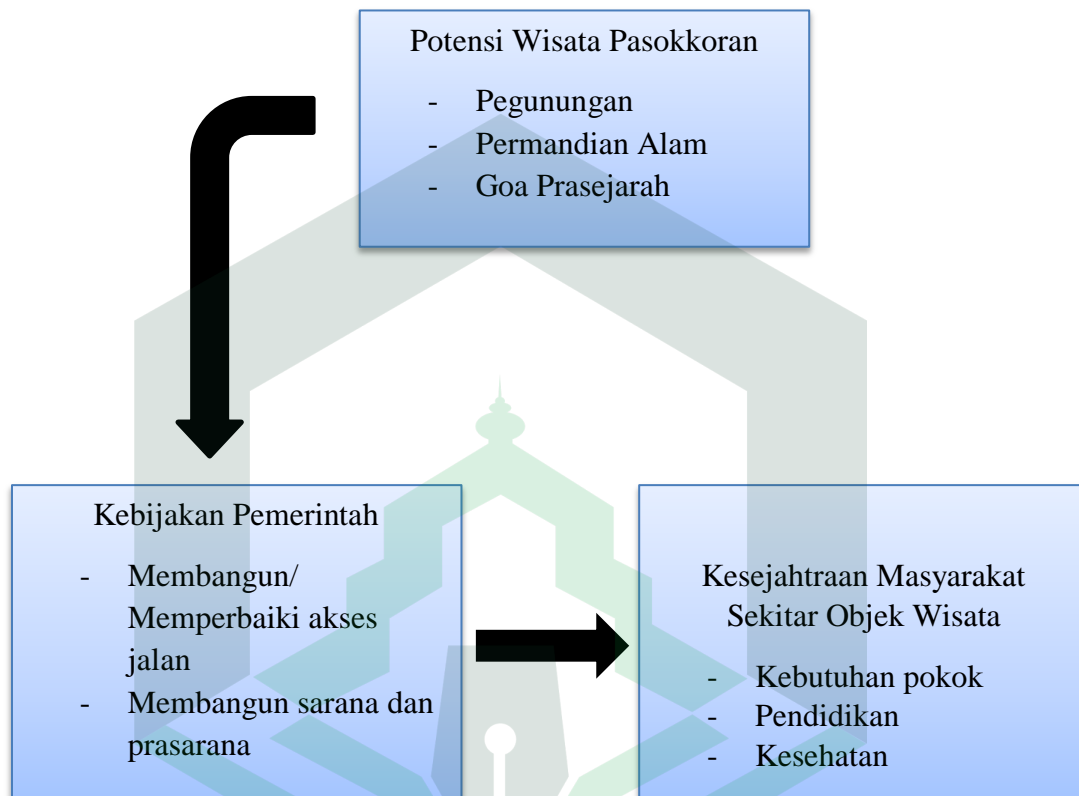 Potensi Wisata Pasokkoran
- Pegunungan
- Permandian Alam
- Goa Prasejarah
Kebijakan Pemerintah
- Membangun/
Memperbaiki akses
jalan
- Membangun sarana dan
prasarana
Kesejahtraan Masyarakat
Sekitar Objek Wisata
- Kebutuhan pokok
- Pendidikan
- Kesehatan